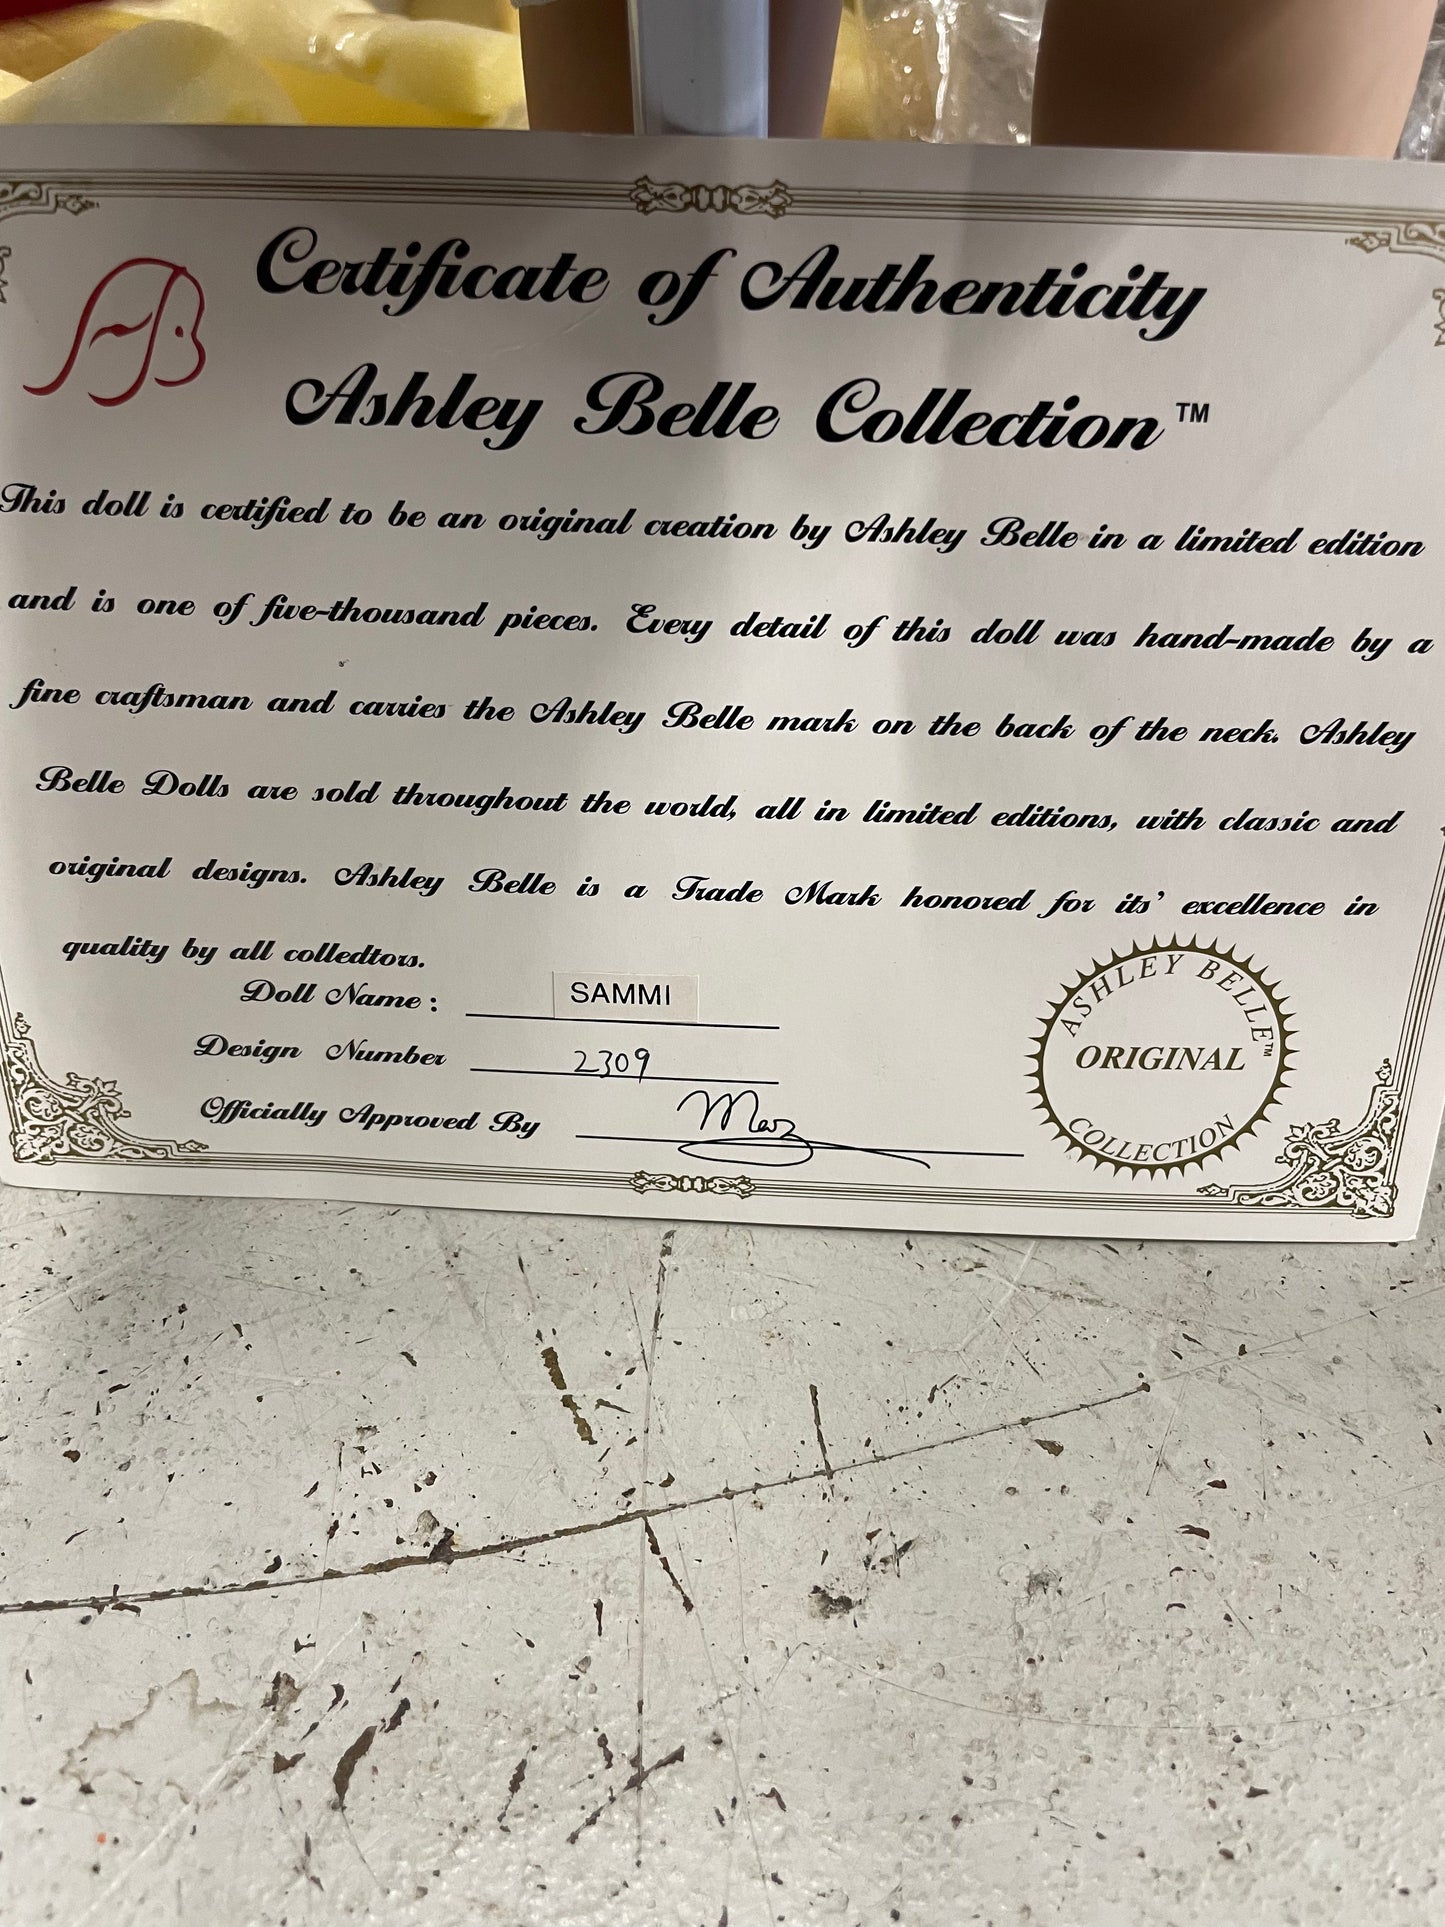 AB
Certificate of Authenticity
Ashley Belle Collection™
This doll is certified to be an original creation by Ashley Belle in a limited edition
and is one of five-thousand pieces. Every detail of this doll was hand-made by a
fine craftsman and carries the Ashley Belle mark on the back of the neck. Ashley
Belle Dolls are sold throughout the world, all in limited editions, with classic and
original designs. Ashley Belle is a Trade Mark honored for its' excellence in
quality by all colledtors.
Doll Name: SAMMI
Design Number 2309
Officially Approved By
ASHLEY BELLE™
ORIGINAL
COLLECTION